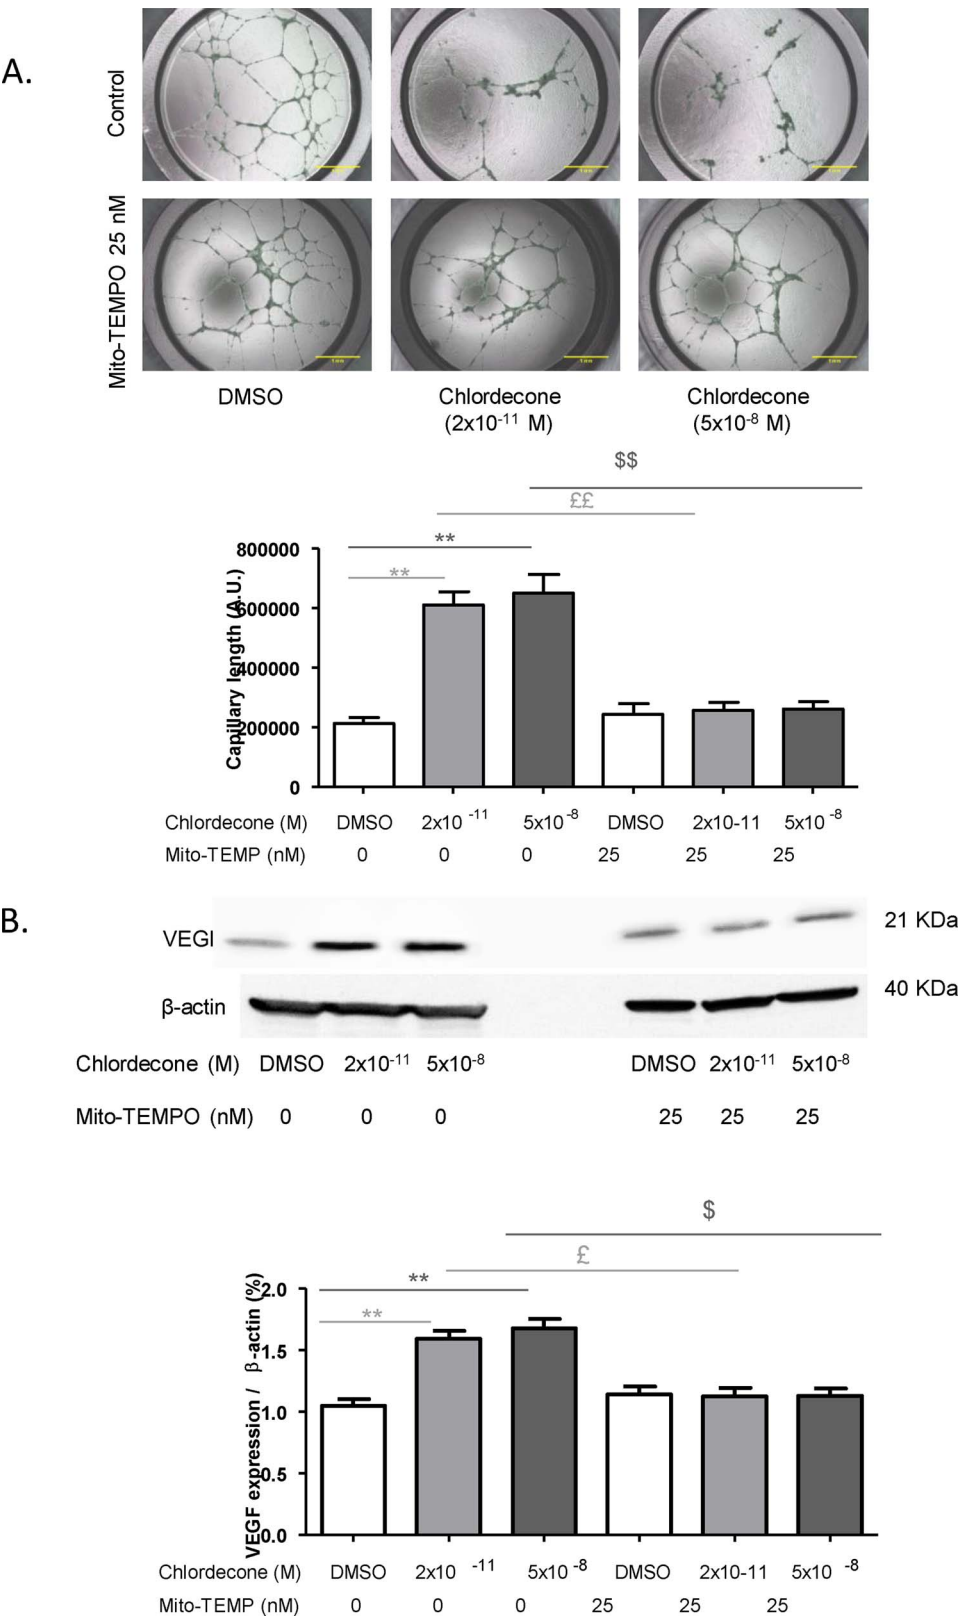 A.
Control
Mito-TEMPO 25 nM
DMSO
Chlordecone
(2x10⁻¹¹ M)
Chlordecone
(5x10⁻⁸ M)
$$
££
**
**
Capillary length (A.U.)
800000
600000
400000
200000
0
Chlordecone (M) DMSO 2x10 ⁻¹¹ 5x10 ⁻⁸ DMSO 2x10-11 5x10 ⁻⁸
Mito-TEMP (nM) 0 0 0 25 25 25
B.
VEGI
21 KDa
β-actin
40 KDa
Chlordecone (M) DMSO 2x10⁻¹¹ 5x10⁻⁸ DMSO 2x10⁻¹¹ 5x10⁻⁸
Mito-TEMPO (nM) 0 0 0 25 25 25
$
£
**
**
VEGF expression / β-actin (%)
2.0
1.5
1.0
0.5
0.0
Chlordecone (M) DMSO 2x10 ⁻¹¹ 5x10 ⁻⁸ DMSO 2x10-11 5x10 ⁻⁸
Mito-TEMP (nM) 0 0 0 25 25 25